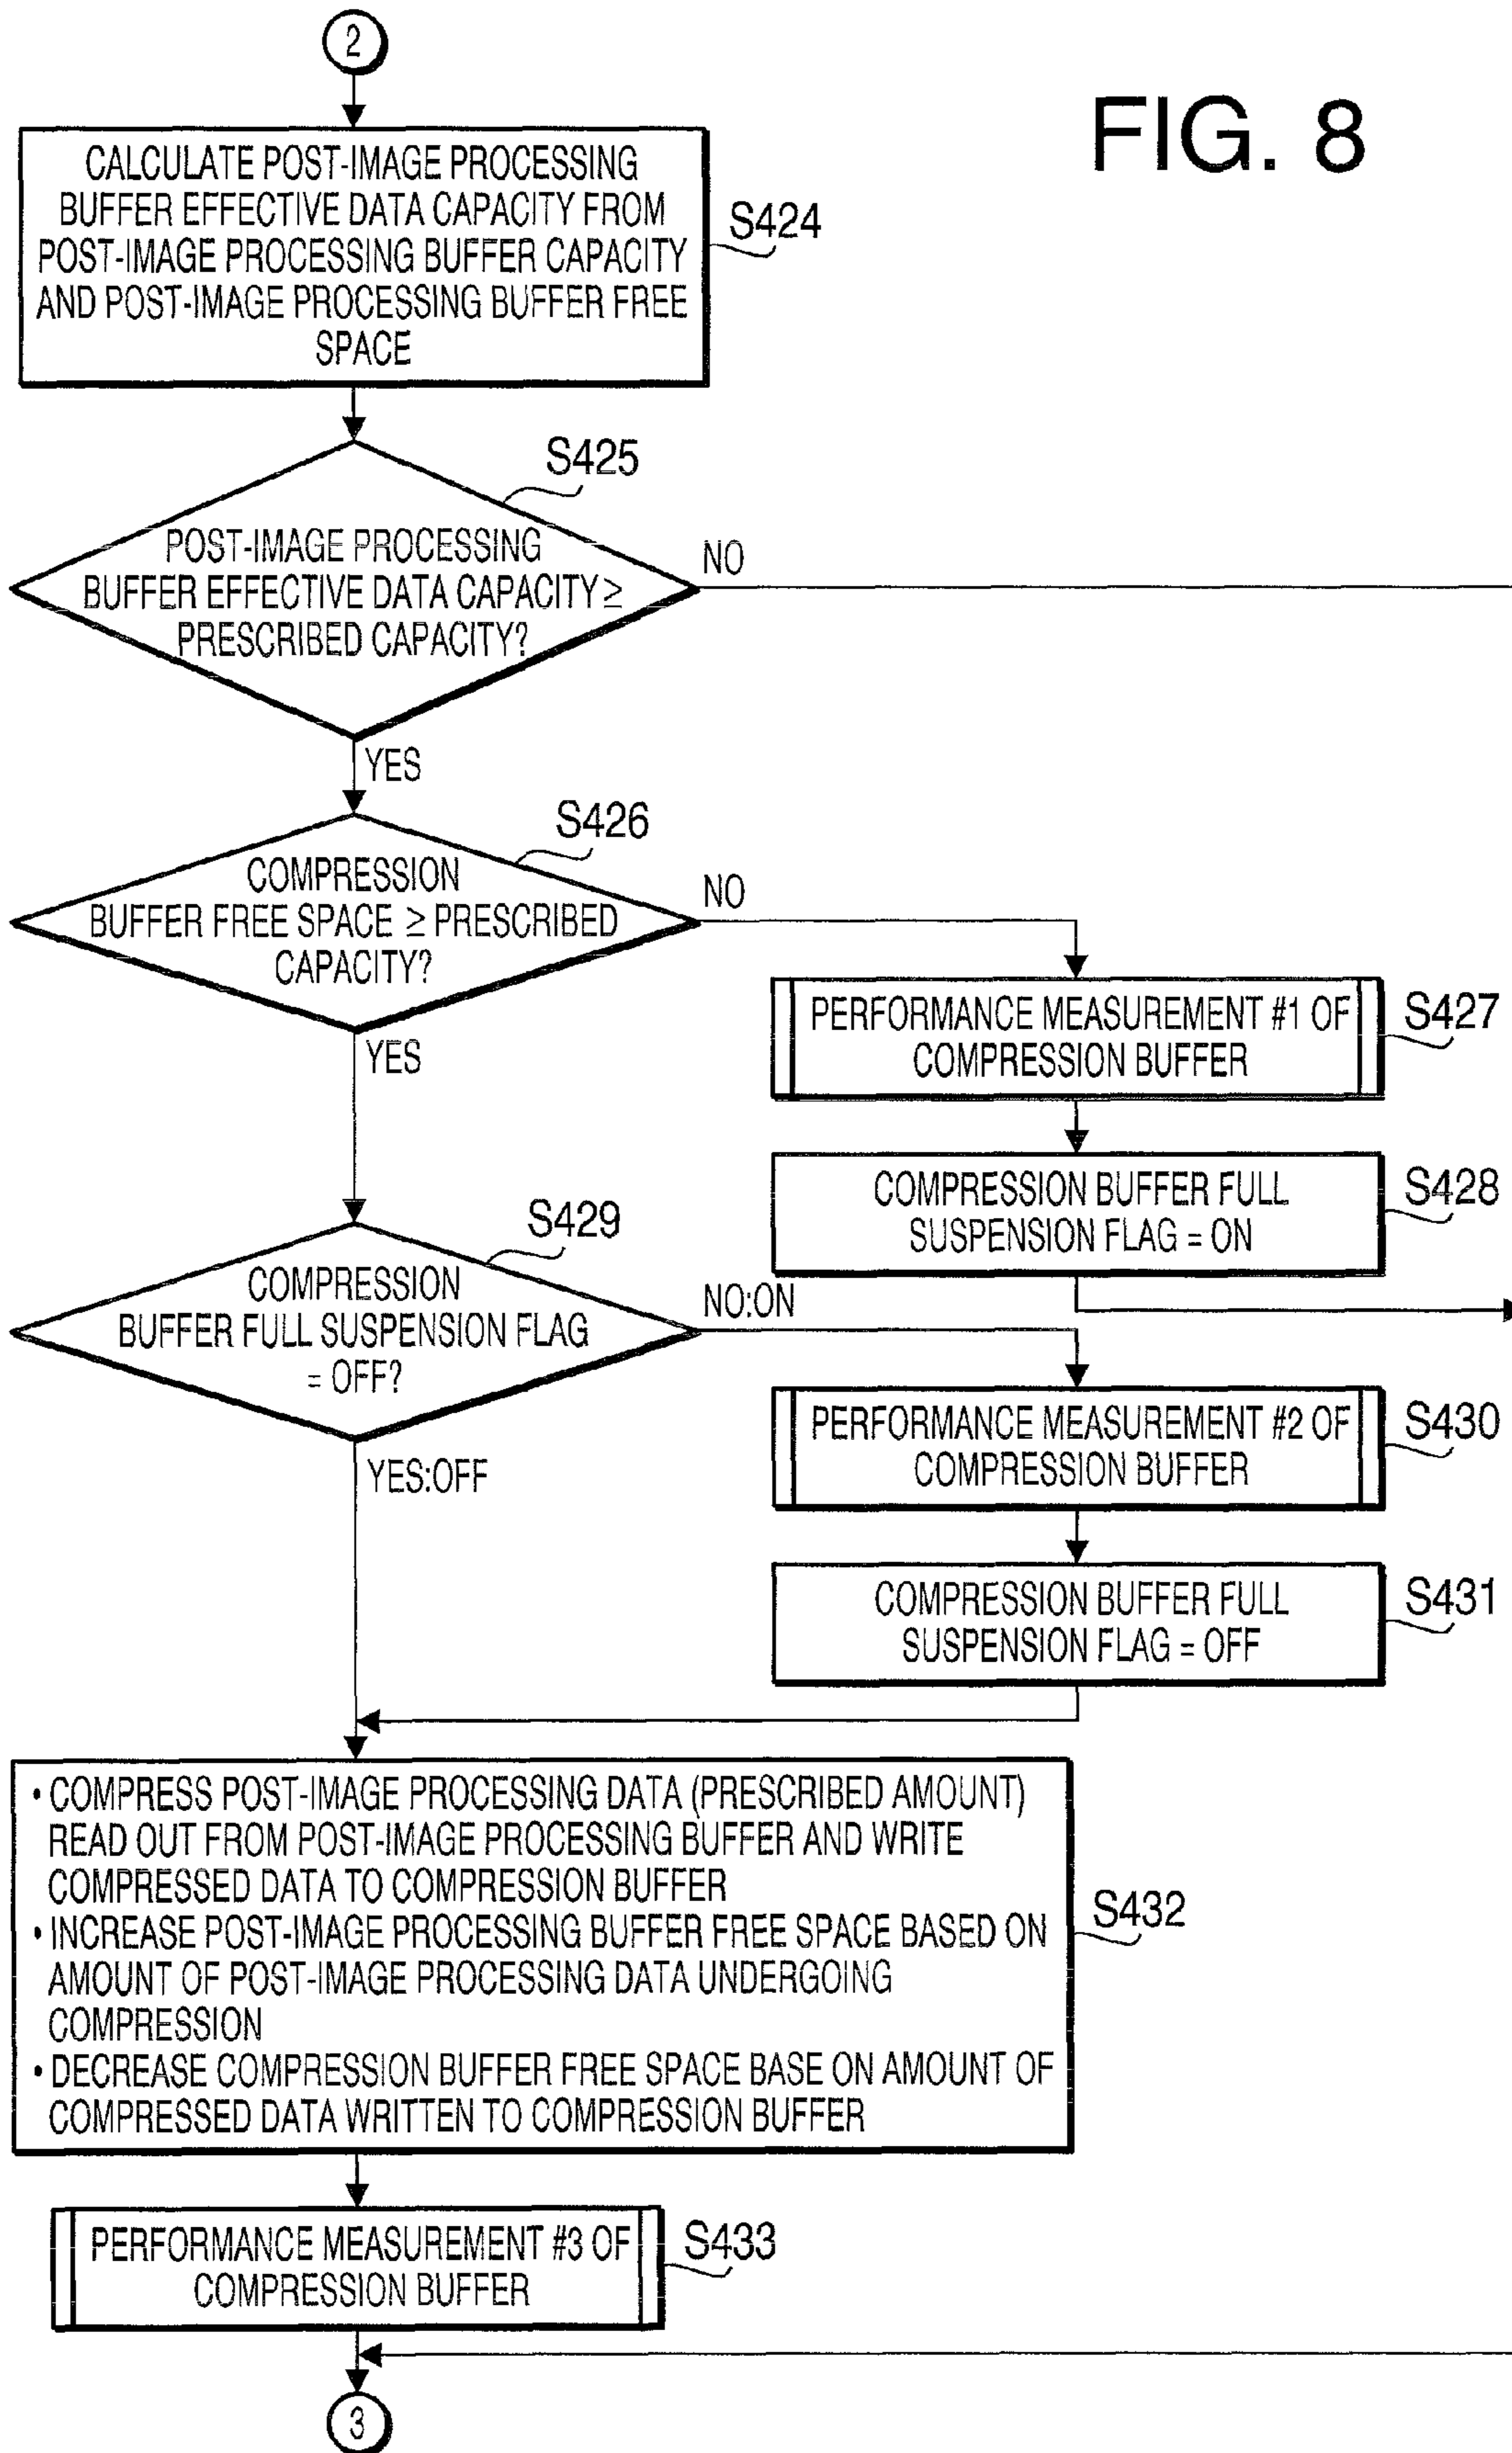 2
FIG. 8
CALCULATE POST-IMAGE PROCESSING
BUFFER EFFECTIVE DATA CAPACITY FROM
POST-IMAGE PROCESSING BUFFER CAPACITY
AND POST-IMAGE PROCESSING BUFFER FREE
SPACE
S424
S425
POST-IMAGE PROCESSING
BUFFER EFFECTIVE DATA CAPACITY ≥
PRESCRIBED CAPACITY?
NO
YES
S426
COMPRESSION
BUFFER FREE SPACE ≥ PRESCRIBED
CAPACITY?
NO
YES
PERFORMANCE MEASUREMENT #1 OF
COMPRESSION BUFFER
S427
COMPRESSION BUFFER FULL
SUSPENSION FLAG = ON
S428
S429
COMPRESSION
BUFFER FULL SUSPENSION FLAG
= OFF?
NO:ON
YES:OFF
PERFORMANCE MEASUREMENT #2 OF
COMPRESSION BUFFER
S430
COMPRESSION BUFFER FULL
SUSPENSION FLAG = OFF
S431
• COMPRESS POST-IMAGE PROCESSING DATA (PRESCRIBED AMOUNT)
READ OUT FROM POST-IMAGE PROCESSING BUFFER AND WRITE
COMPRESSED DATA TO COMPRESSION BUFFER
• INCREASE POST-IMAGE PROCESSING BUFFER FREE SPACE BASED ON
AMOUNT OF POST-IMAGE PROCESSING DATA UNDERGOING
COMPRESSION
• DECREASE COMPRESSION BUFFER FREE SPACE BASE ON AMOUNT OF
COMPRESSED DATA WRITTEN TO COMPRESSION BUFFER
S432
PERFORMANCE MEASUREMENT #3 OF
COMPRESSION BUFFER
S433
3